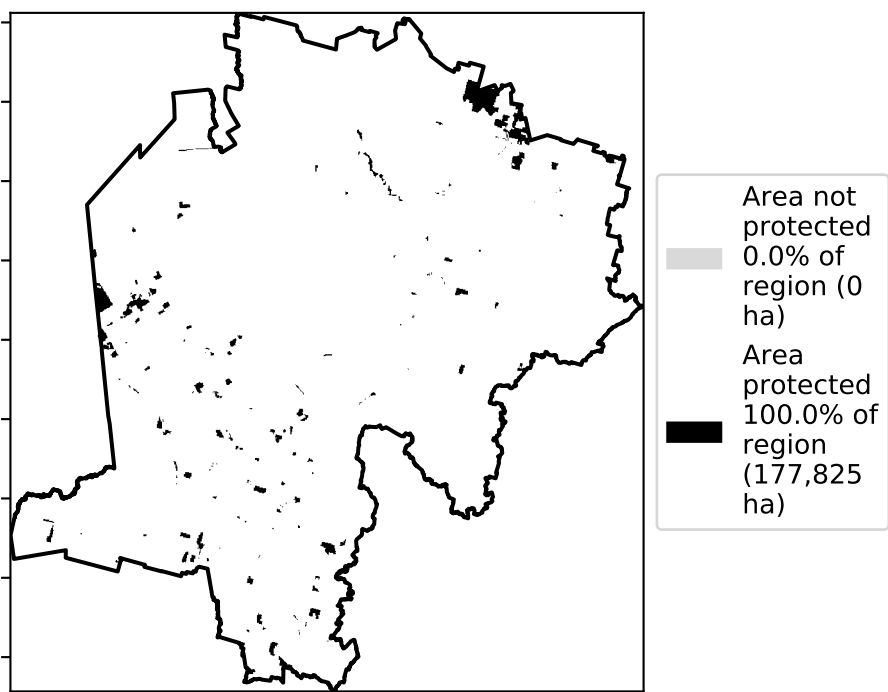 Area not
protected
0.0% of
region (0
ha)
Area
protected
100.0% of
region
(177,825
ha)